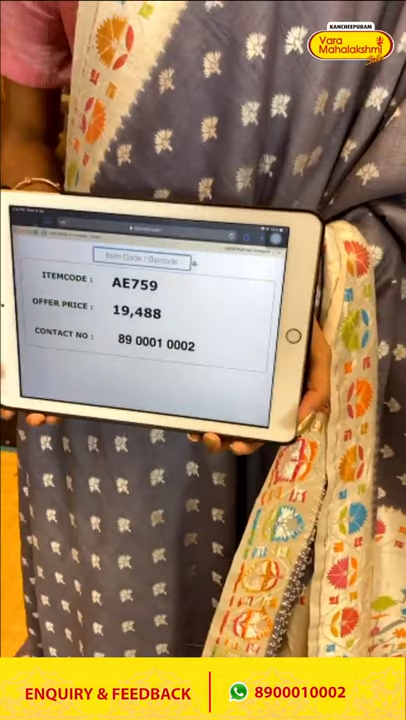 KANCHEEPURAM
Vara
Mahalakshmi
Silks
Item Code / Barcode
ITEMCODE : AE759
OFFER PRICE : 19,488
CONTACT NO : 89 0001 0002
ENQUIRY & FEEDBACK
8900010002